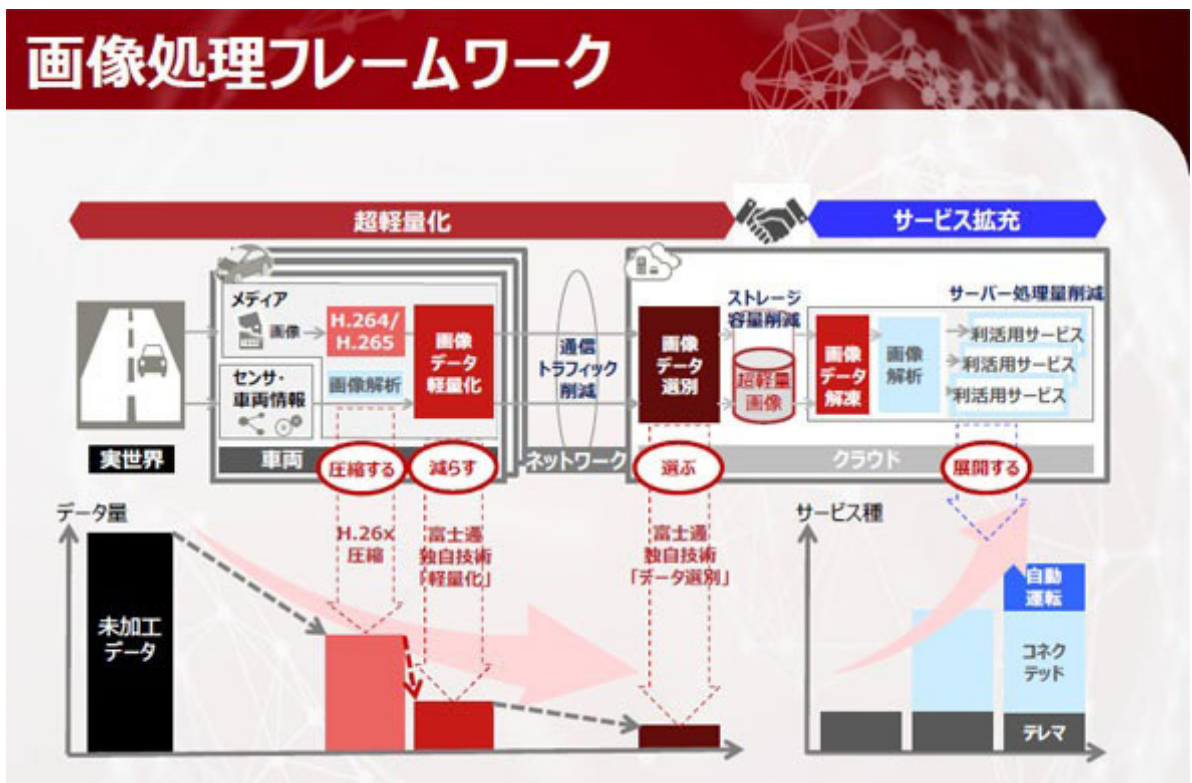 画像処理フレームワーク
超軽量化
サービス拡充
メディア
画像
H.264/
H.265
画像解析
センサ・
車両情報
画像
データ
軽量化
通信
トラフィック
削減
画像
データ
選別
ストレージ
容量削減
超軽量
画像
画像
データ
解凍
画像
解析
サーバー処理量削減
利活用サービス
利活用サービス
利活用サービス
実世界
車両
圧縮する
減らす
ネットワーク
選ぶ
クラウド
展開する
データ量
H.26x
圧縮
富士通
独自技術
「軽量化」
富士通
独自技術
「データ選別」
サービス種
未加工
データ
自動
運転
コネク
テッド
テレマ